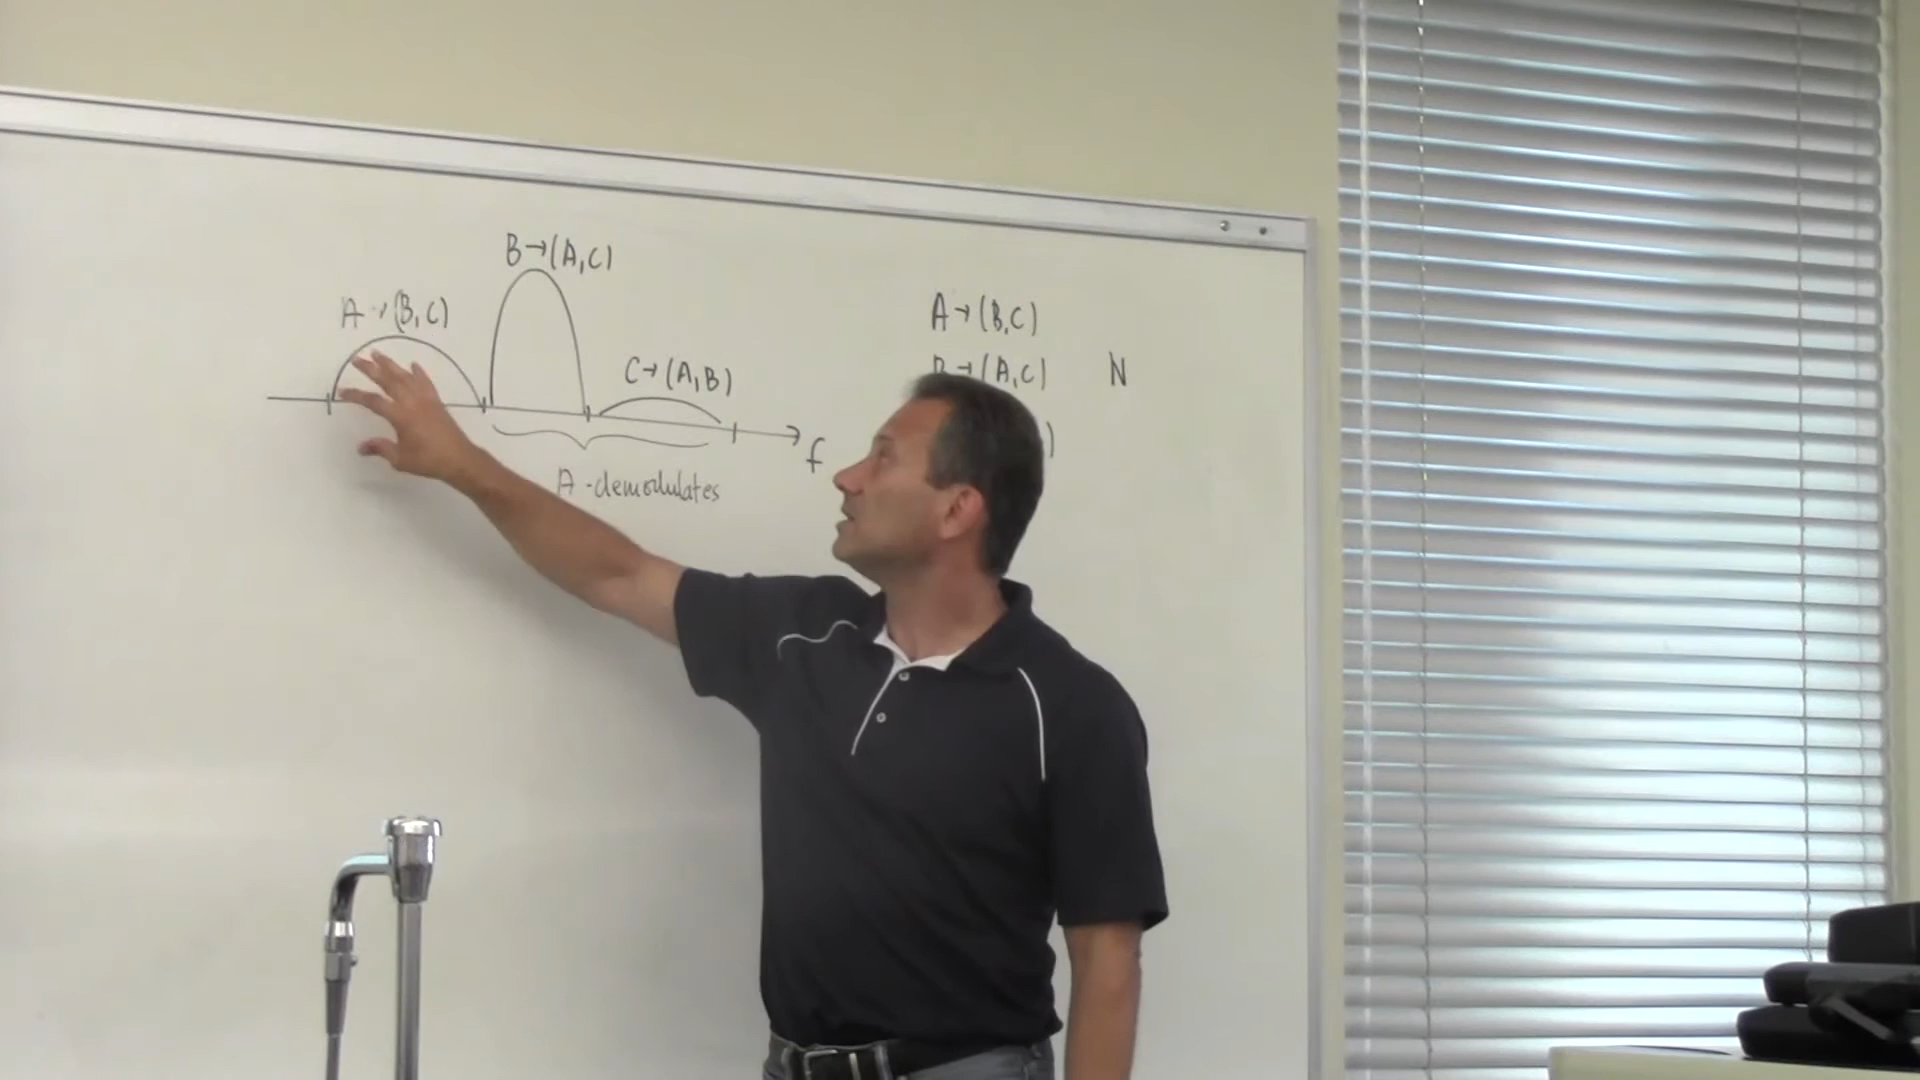 B→(A,C)
A→(B,C)
C→(A,B)
f
A-demodulates
A→(B,C)
B→(A,C) N
)